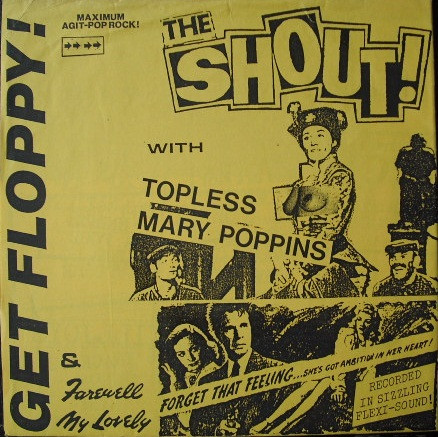 GET FLOPPY!
MAXIMUM
AGIT-POP ROCK!
THE
SHOUT!
WITH
TOPLESS
MARY POPPINS
& Farewell
My Lovely
FORGET THAT FEELING...SHE'S GOT AMBITION IN HER HEART!
RECORDED
IN SIZZLING
FLEXI-SOUND!